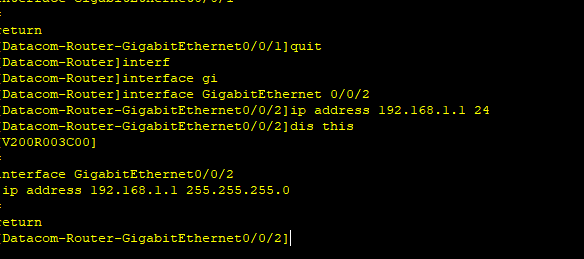 interface GigabitEthernet0/0/1
#
return
[Datacom-Router-GigabitEthernet0/0/1]quit
[Datacom-Router]interf
[Datacom-Router]interface gi
[Datacom-Router]interface GigabitEthernet 0/0/2
[Datacom-Router-GigabitEthernet0/0/2]ip address 192.168.1.1 24
[Datacom-Router-GigabitEthernet0/0/2]dis this
[V200R003C00]
#
interface GigabitEthernet0/0/2
ip address 192.168.1.1 255.255.255.0
#
return
[Datacom-Router-GigabitEthernet0/0/2]